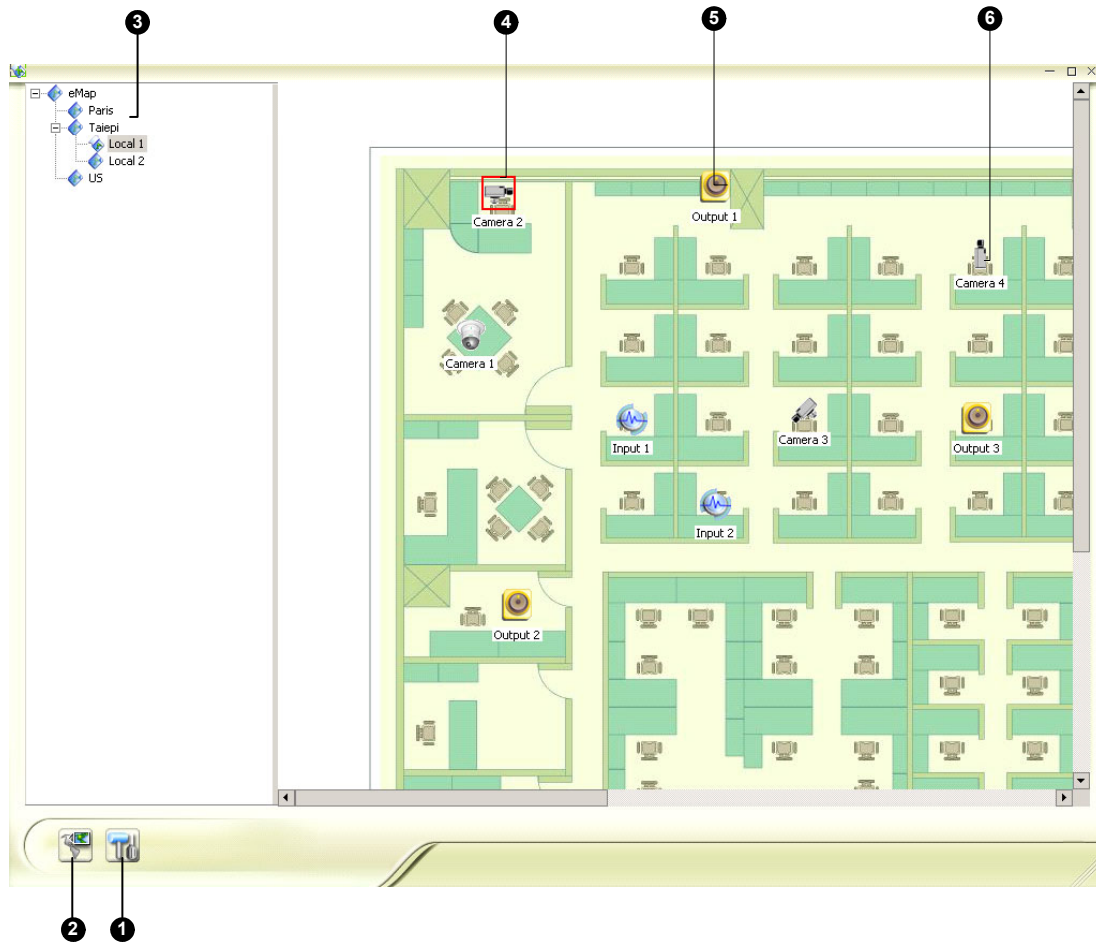 3
4
5
6
eMap
Paris
Taiepi
Local 1
Local 2
US
Camera 2
Output 1
Camera 4
Camera 1
Input 1
Camera 3
Output 3
Input 2
Output 2
2
1